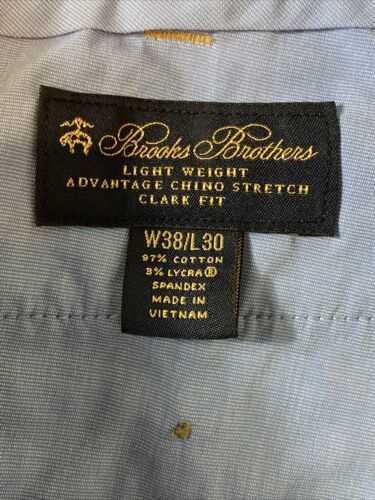 Brooks Brothers
LIGHT WEIGHT
ADVANTAGE CHINO STRETCH
CLARK FIT
W38/L30
97% COTTON
3% LYCRA®
SPANDEX
MADE IN
VIETNAM